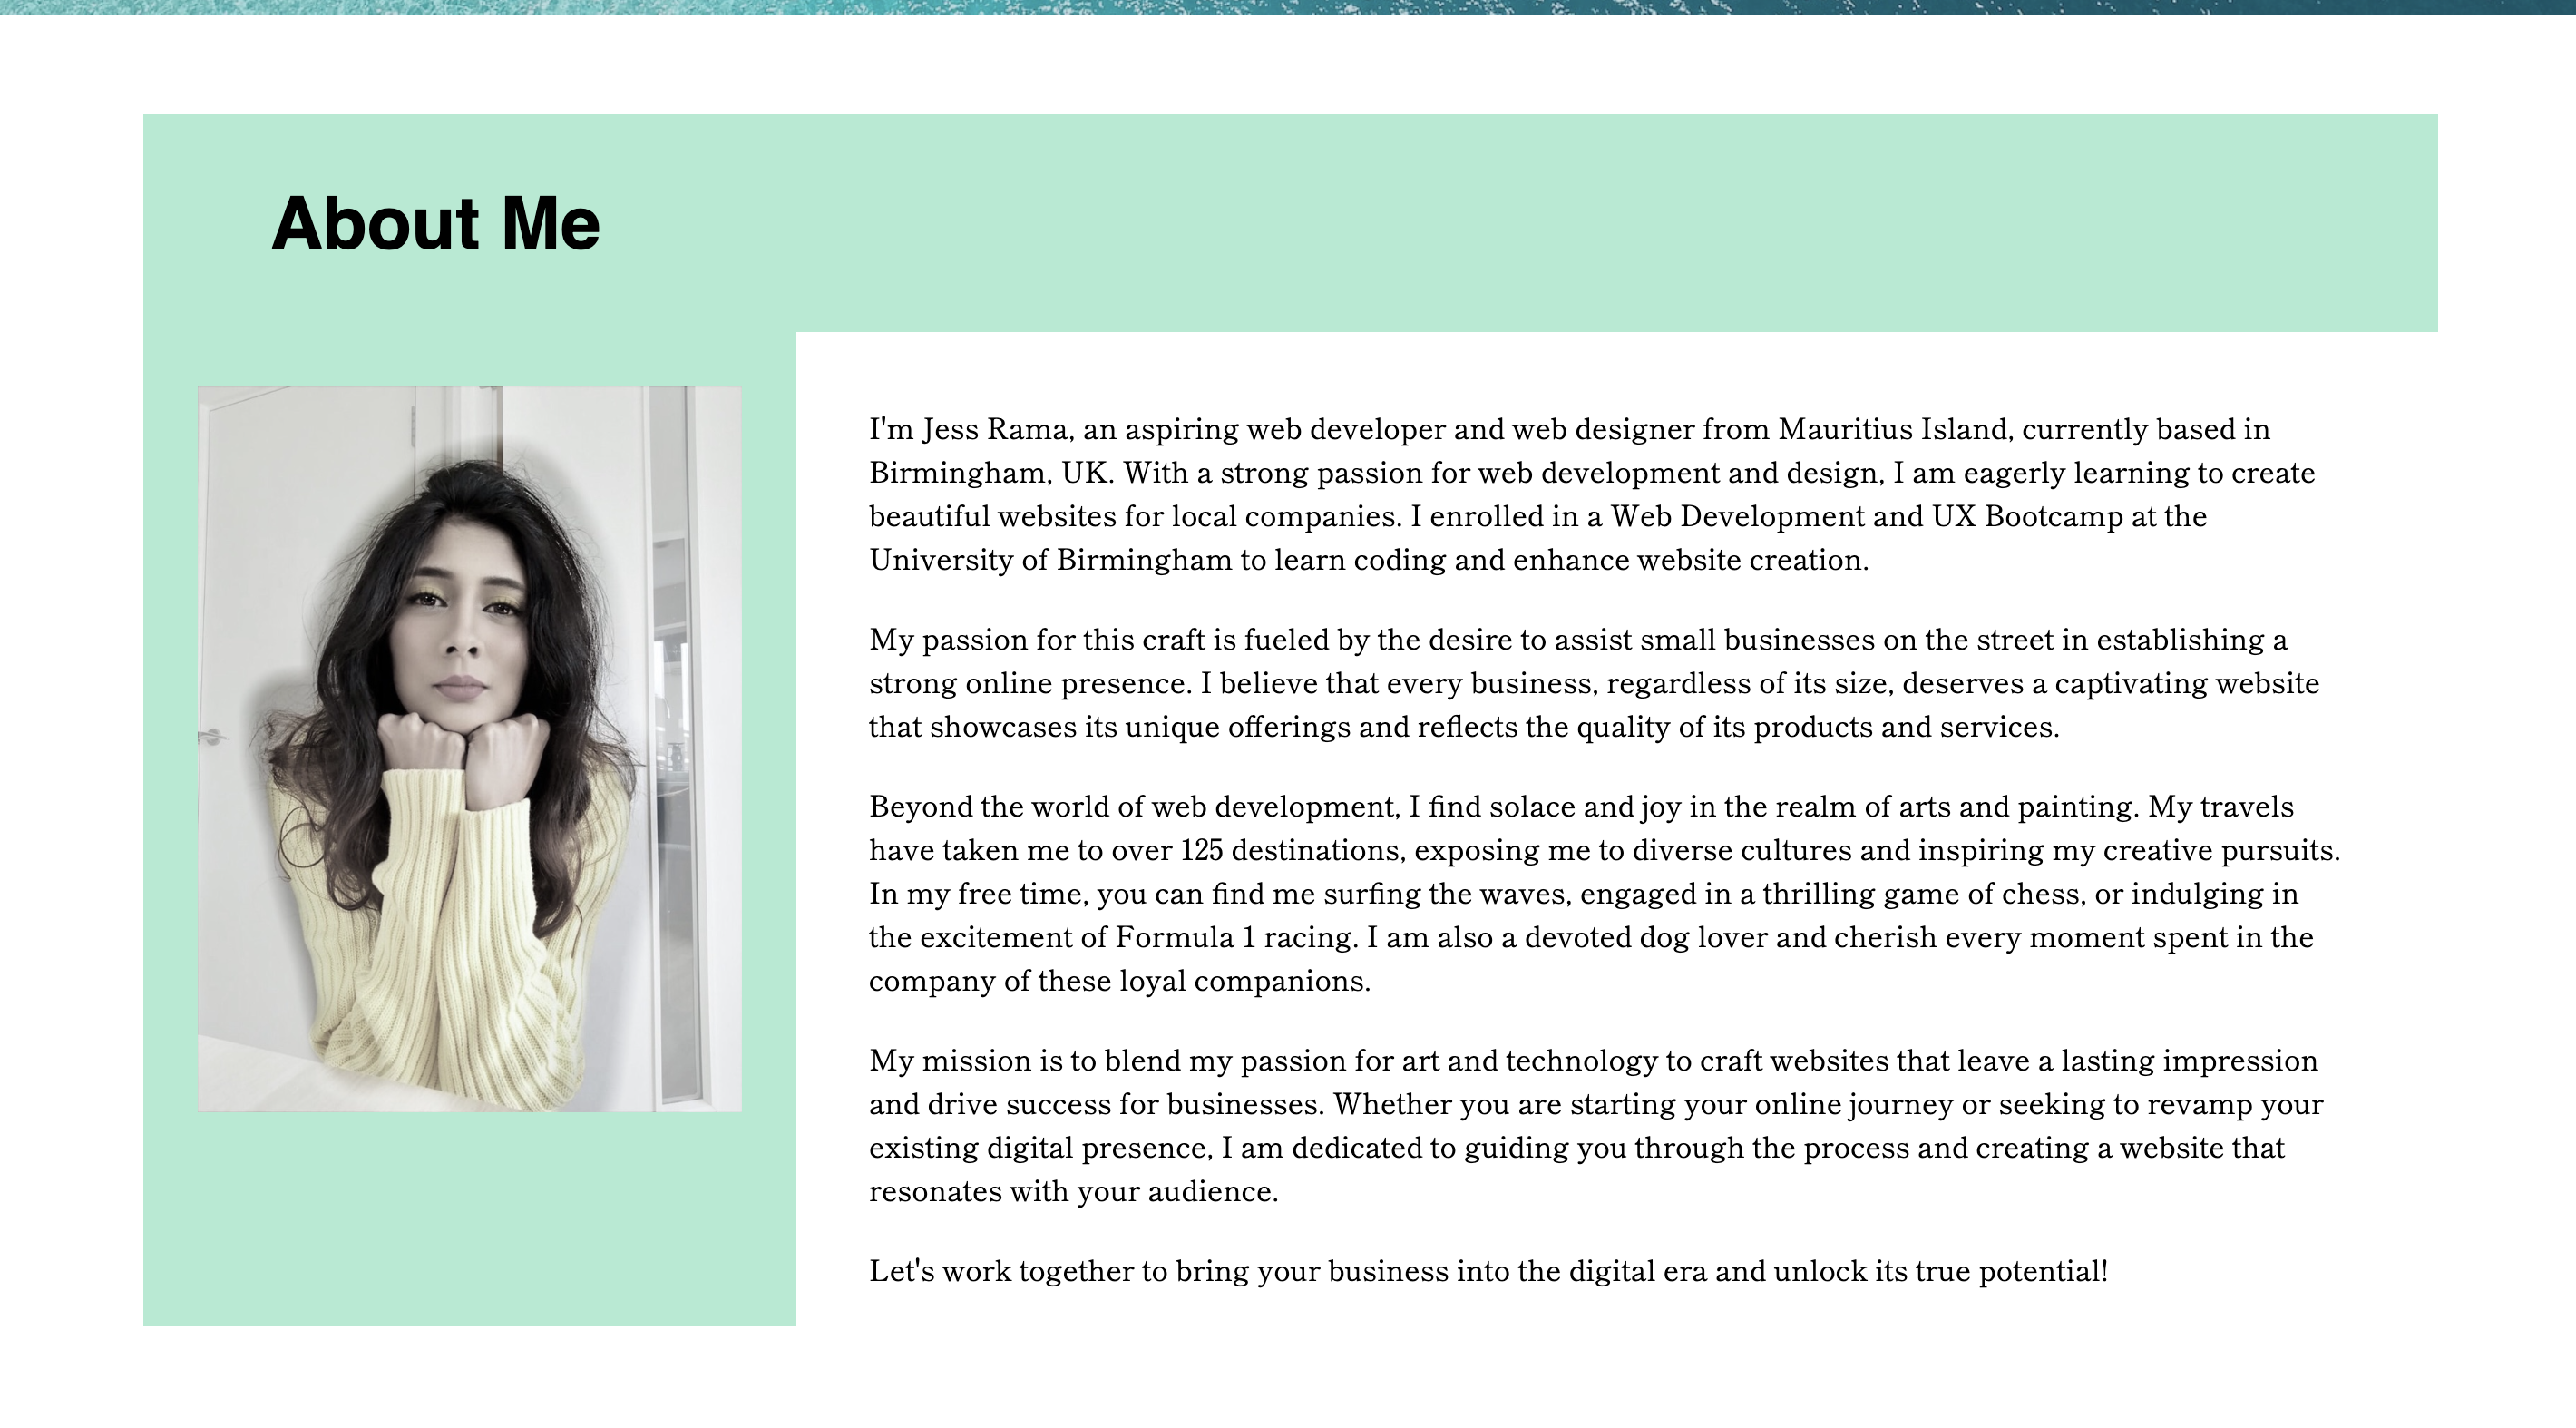 About Me
I'm Jess Rama, an aspiring web developer and web designer from Mauritius Island, currently based in
Birmingham, UK. With a strong passion for web development and design, I am eagerly learning to create
beautiful websites for local companies. I enrolled in a Web Development and UX Bootcamp at the
University of Birmingham to learn coding and enhance website creation.
My passion for this craft is fueled by the desire to assist small businesses on the street in establishing a
strong online presence. I believe that every business, regardless of its size, deserves a captivating website
that showcases its unique offerings and reflects the quality of its products and services.
Beyond the world of web development, I find solace and joy in the realm of arts and painting. My travels
have taken me to over 125 destinations, exposing me to diverse cultures and inspiring my creative pursuits.
In my free time, you can find me surfing the waves, engaged in a thrilling game of chess, or indulging in
the excitement of Formula 1 racing. I am also a devoted dog lover and cherish every moment spent in the
company of these loyal companions.
My mission is to blend my passion for art and technology to craft websites that leave a lasting impression
and drive success for businesses. Whether you are starting your online journey or seeking to revamp your
existing digital presence, I am dedicated to guiding you through the process and creating a website that
resonates with your audience.
Let's work together to bring your business into the digital era and unlock its true potential!